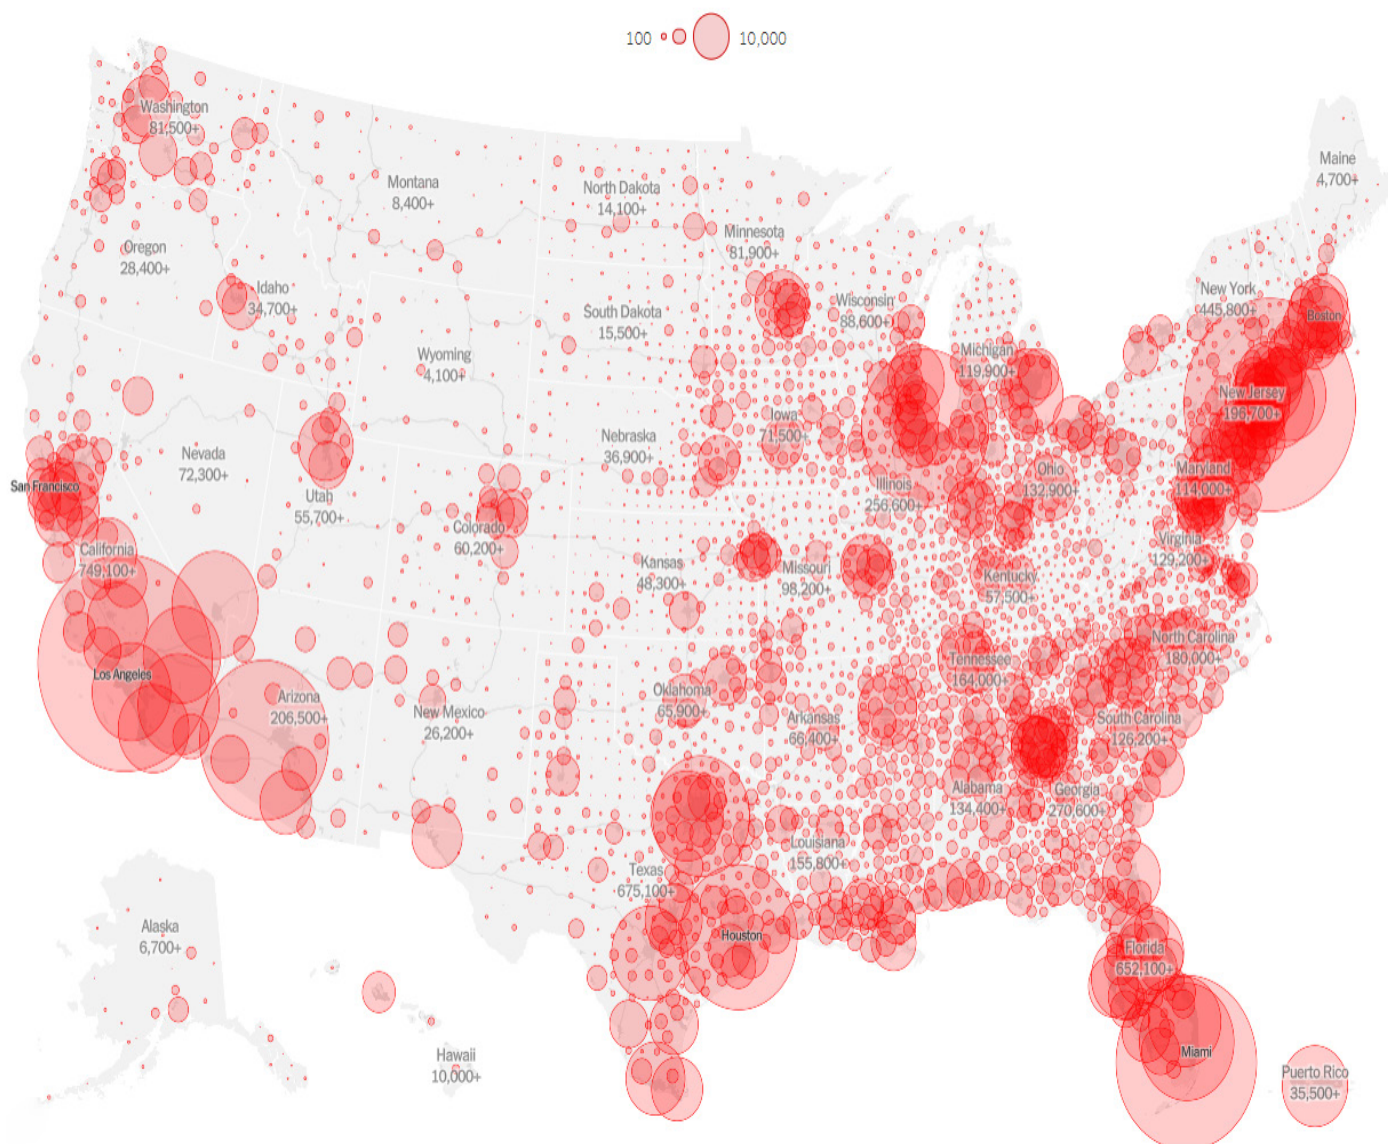 100
10,000
Washington
81,500+
Montana
8,400+
North Dakota
14,100+
Minnesota
81,900+
Maine
4,700+
Oregon
28,400+
Idaho
34,700+
South Dakota
15,500+
Wisconsin
88,600+
New York
445,800+
Boston
Wyoming
4,100+
Michigan
119,900+
New Jersey
196,700+
Iowa
71,500+
Nebraska
36,900+
Nevada
72,300+
Utah
55,700+
San Francisco
Illinois
256,600+
Ohio
132,900+
Maryland
114,000+
Colorado
60,200+
California
749,100+
Kansas
48,300+
Missouri
98,200+
Kentucky
57,500+
Virginia
129,200+
Los Angeles
Arizona
206,500+
New Mexico
26,200+
Oklahoma
65,900+
Arkansas
66,400+
Tennessee
164,000+
North Carolina
180,000+
South Carolina
126,200+
Alabama
134,400+
Georgia
270,600+
Texas
675,100+
Louisiana
155,800+
Houston
Florida
652,100+
Miami
Alaska
6,700+
Hawaii
10,000+
Puerto Rico
35,500+